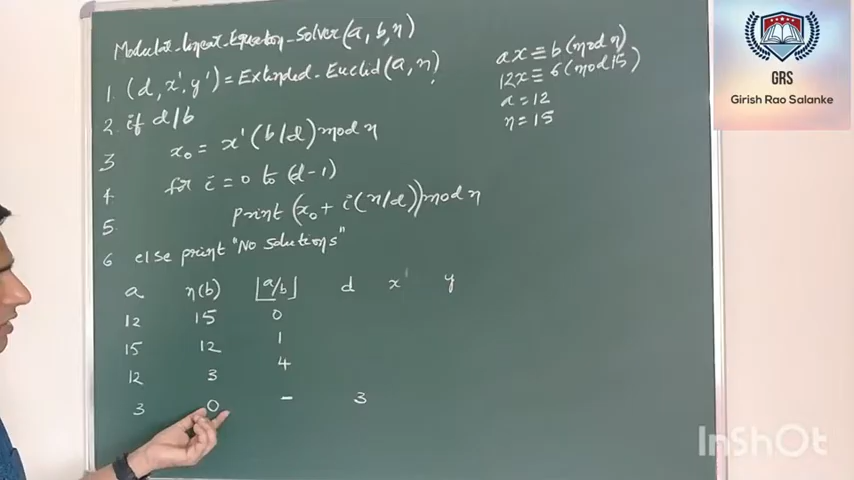 Modular-Linear-Equation-Solver(a, b, n)
1. (d, x', y') = Extended-Euclid(a, n)
2. if d/b
3 x₀ = x' (b/d) mod n
4 for i = 0 to (d-1)
5. print (x₀ + i(n/d)) mod n
6 else print "No solutions"
ax ≡ b (mod n)
12x ≡ 6 (mod 15)
a = 12
n = 15
a n(b) ⌊a/b⌋ d x' y
12 15 0
15 12 1
12 3 4
3 0 - 3
GRS
Girish Rao Salanke
InShOt